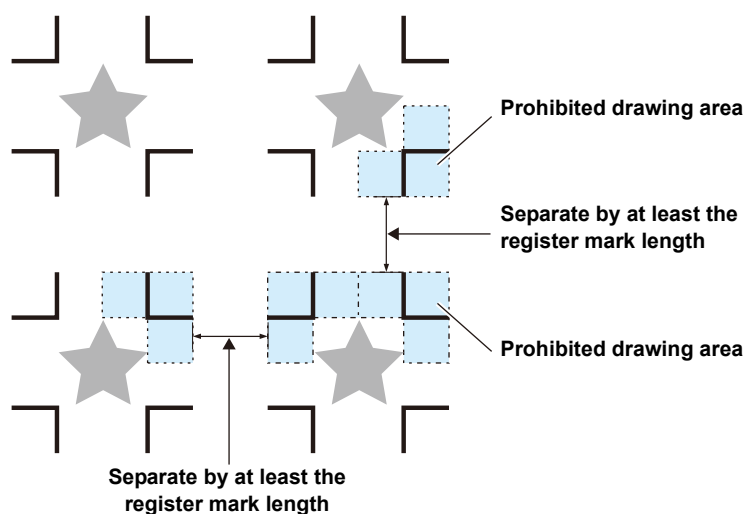 Prohibited drawing area
Separate by at least the
register mark length
Prohibited drawing area
Separate by at least the
register mark length